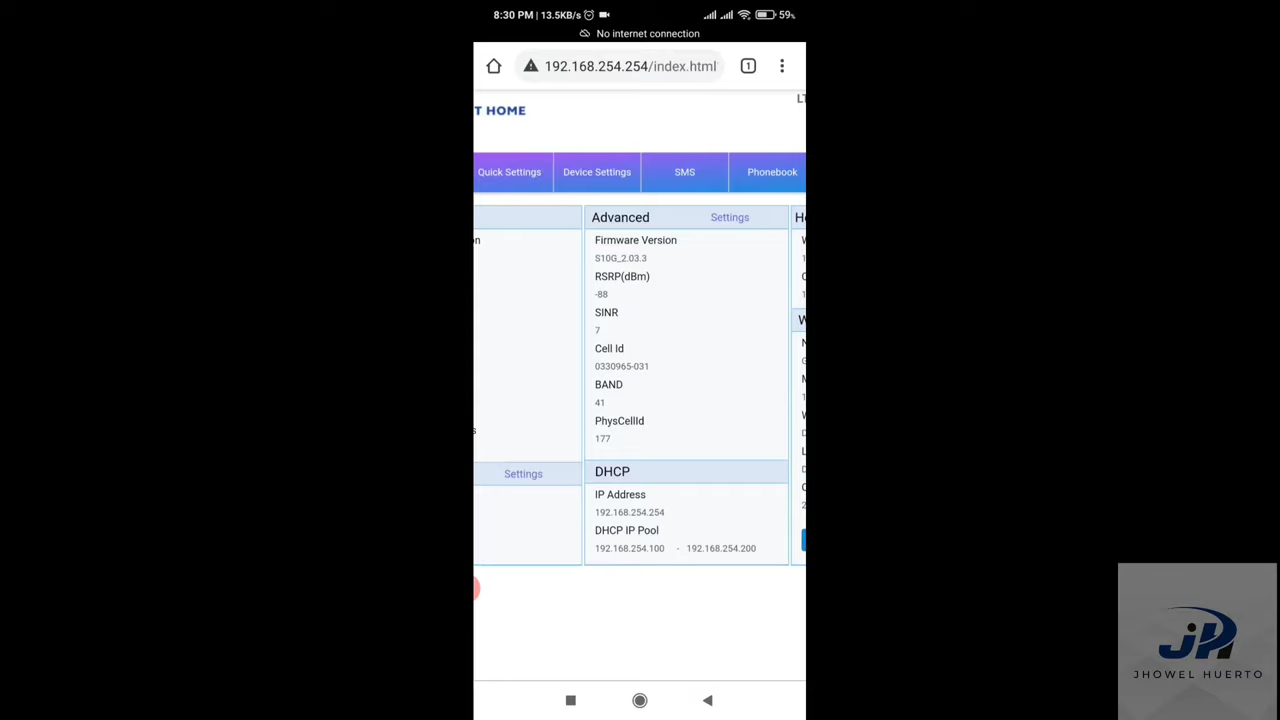 8:30 PM | 13.5KB/s 59%
No internet connection
192.168.254.254/index.html
1
LT
T HOME
Quick Settings Device Settings SMS Phonebook
Advanced Settings
Firmware Version
S10G_2.03.3
RSRP(dBm)
-88
SINR
7
Cell Id
0330965-031
BAND
41
PhysCellId
177
Settings
DHCP
IP Address
192.168.254.254
DHCP IP Pool
192.168.254.100 - 192.168.254.200
JH
JHOWEL HUERTO